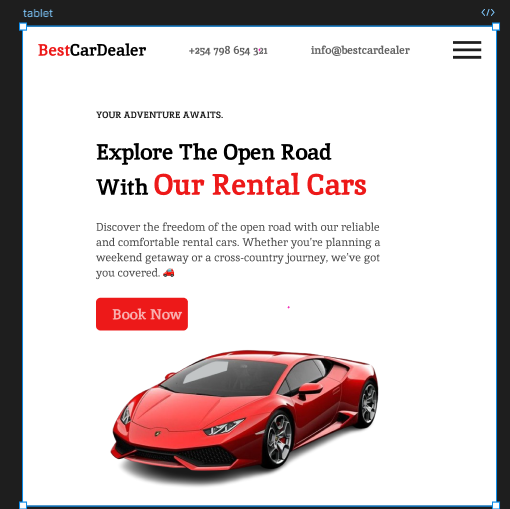 tablet
BestCarDealer +254 798 654 321 info@bestcardealer
YOUR ADVENTURE AWAITS.
Explore The Open Road
With Our Rental Cars
Discover the freedom of the open road with our reliable
and comfortable rental cars. Whether you're planning a
weekend getaway or a cross-country journey, we've got
you covered. 🚗
Book Now